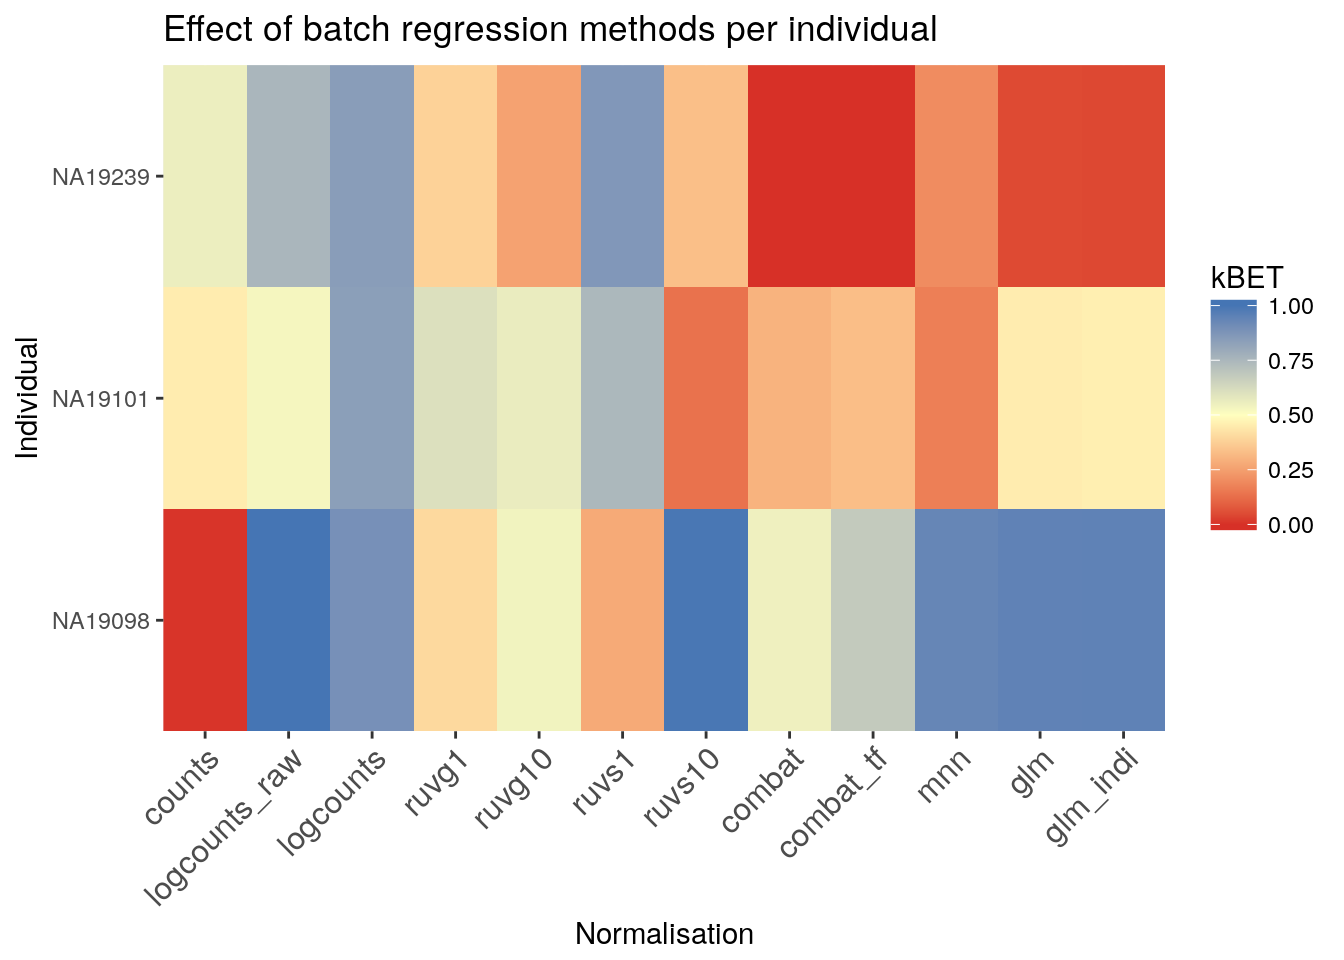 Effect of batch regression methods per individual
NA19239
NA19101
NA19098
Individual
kBET
1.00
0.75
0.50
0.25
0.00
counts
logcounts_raw
logcounts
ruvg1
ruvg10
ruvs1
ruvs10
combat
combat_tf
mnn
glm
glm_indi
Normalisation